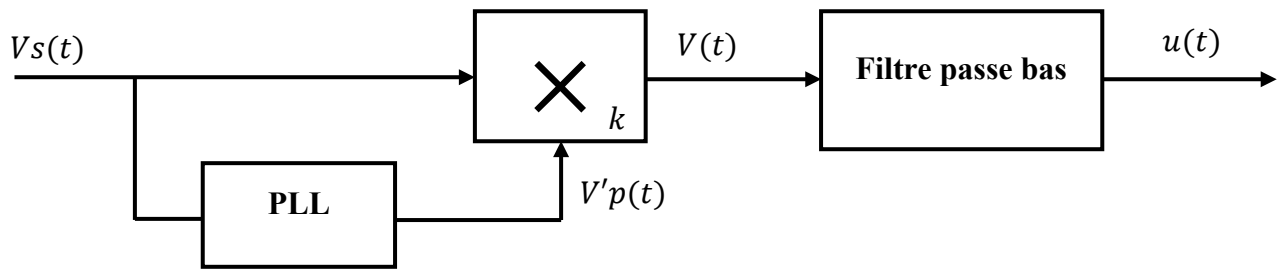 Vs(t)
V(t)
Filtre passe bas
u(t)
k
PLL
V'p(t)